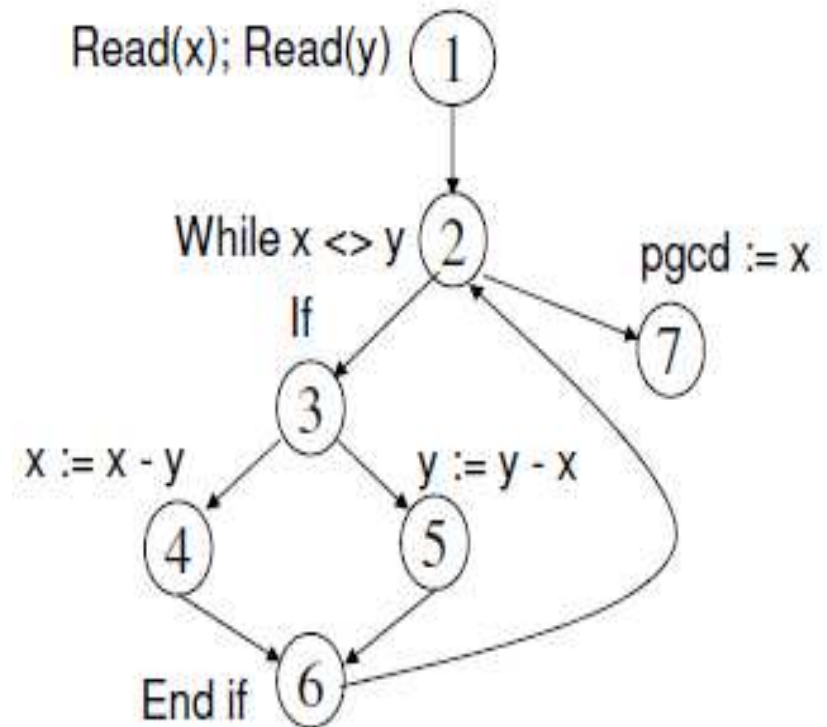 Read(x); Read(y)
1
While x <> y
2
pgcd := x
If
7
3
x := x - y
y := y - x
4
5
End if
6